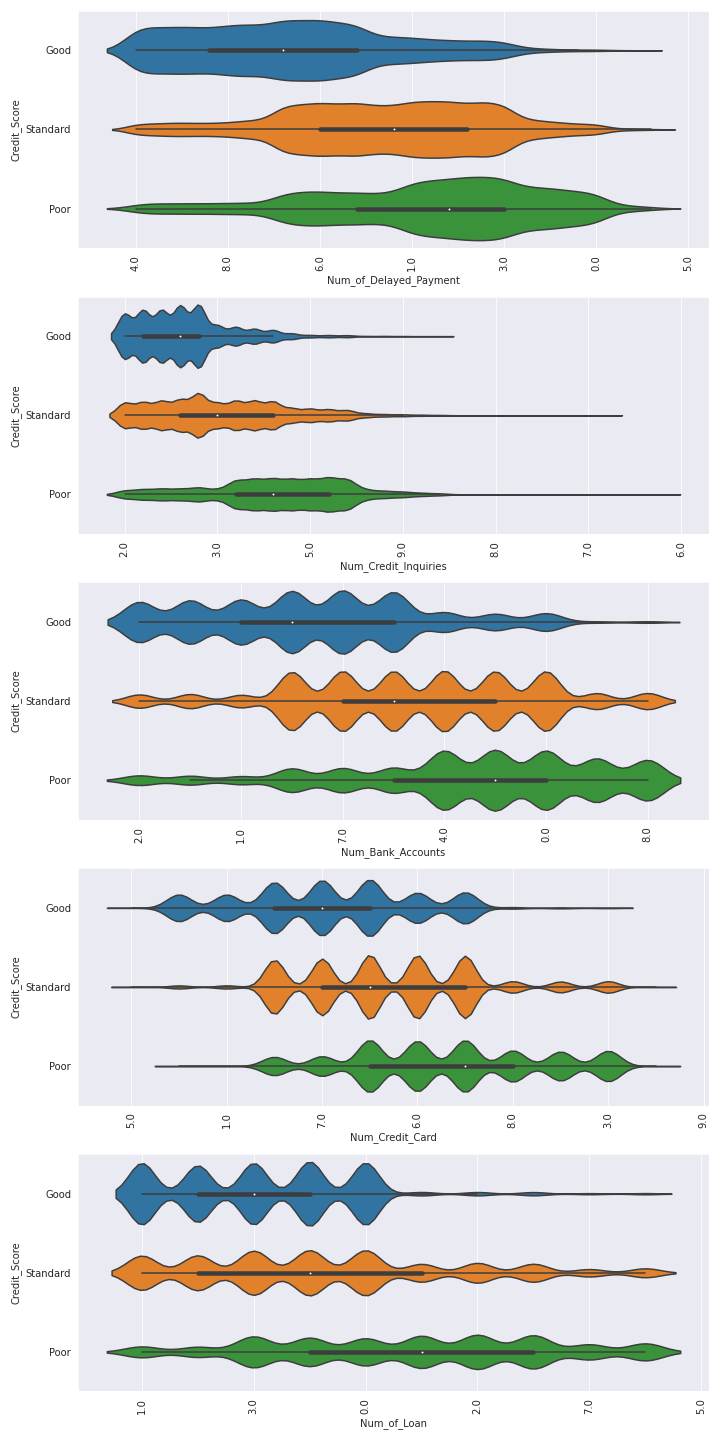 Good
Standard
Poor
Credit_Score
4.0 8.0 6.0 1.0 3.0 0.0 5.0
Num_of_Delayed_Payment
Good
Standard
Poor
Credit_Score
2.0 3.0 5.0 9.0 8.0 7.0 6.0
Num_Credit_Inquiries
Good
Standard
Poor
Credit_Score
2.0 1.0 7.0 4.0 0.0 8.0
Num_Bank_Accounts
Good
Standard
Poor
Credit_Score
5.0 1.0 7.0 6.0 8.0 3.0 9.0
Num_Credit_Card
Good
Standard
Poor
Credit_Score
1.0 3.0 0.0 2.0 7.0 5.0
Num_of_Loan